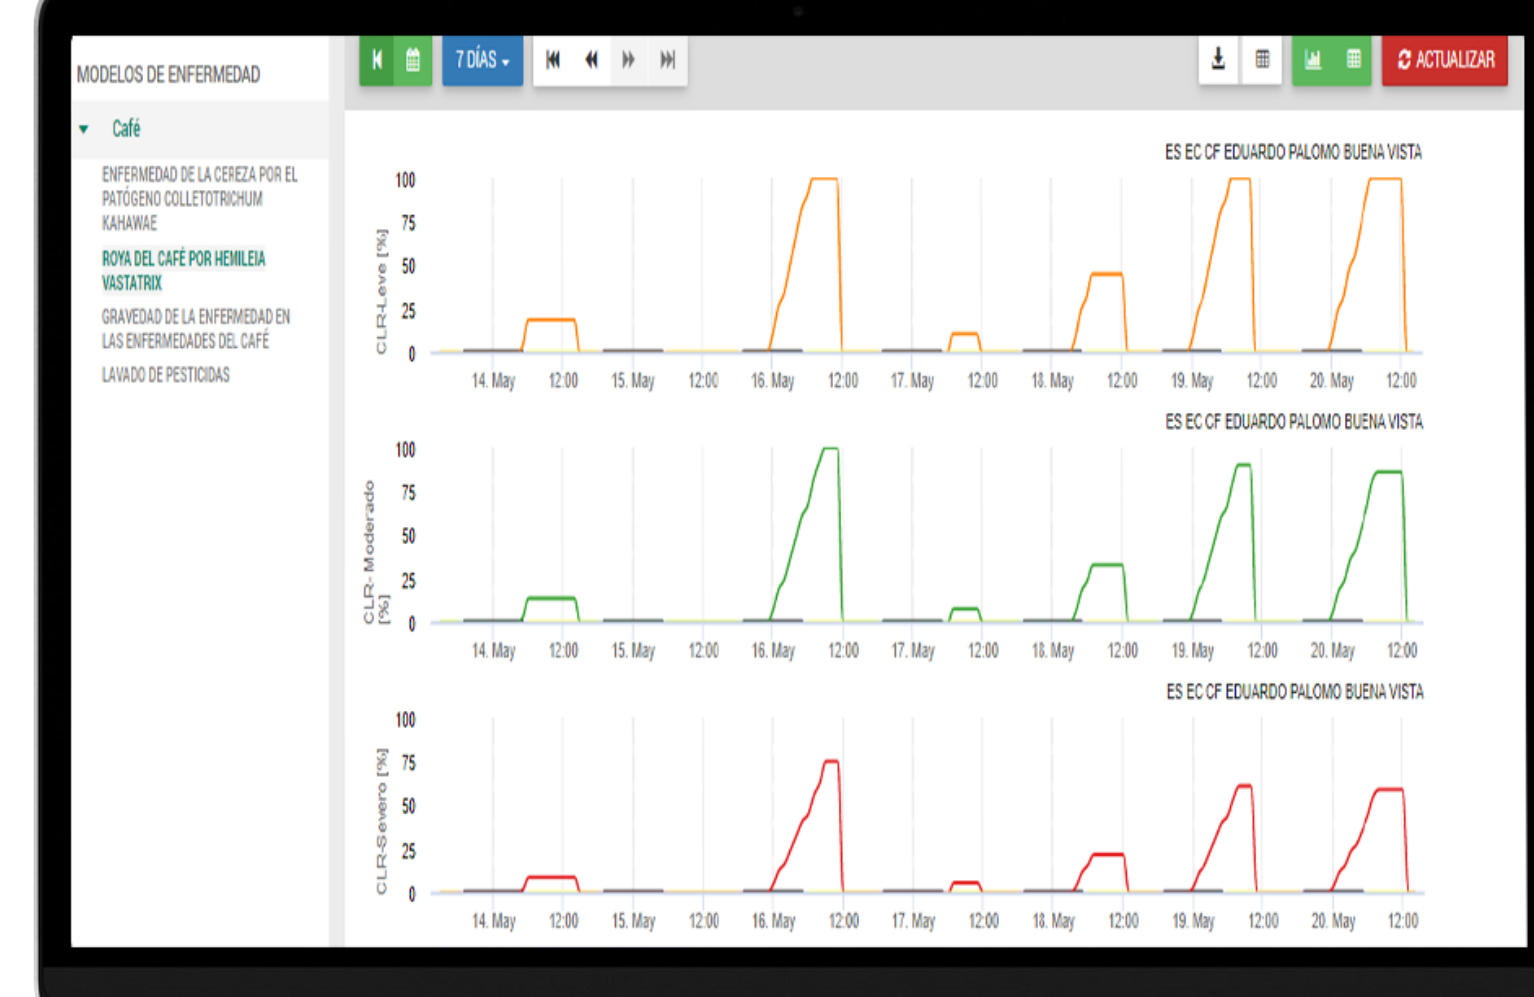 MODELOS DE ENFERMEDAD
Café
ENFERMEDAD DE LA CEREZA POR EL
PATÓGENO COLLETOTRICHUM
KAHAWAE
ROYA DEL CAFÉ POR HEMILEIA
VASTATRIX
GRAVEDAD DE LA ENFERMEDAD EN
LAS ENFERMEDADES DEL CAFÉ
LAVADO DE PESTICIDAS
7 DÍAS
ACTUALIZAR
ES EC CF EDUARDO PALOMO BUENA VISTA
CLR-Leve [%]
100
75
50
25
0
14. May 12:00 15. May 12:00 16. May 12:00 17. May 12:00 18. May 12:00 19. May 12:00 20. May 12:00
ES EC CF EDUARDO PALOMO BUENA VISTA
CLR- Moderado
[%]
100
75
50
25
0
14. May 12:00 15. May 12:00 16. May 12:00 17. May 12:00 18. May 12:00 19. May 12:00 20. May 12:00
ES EC CF EDUARDO PALOMO BUENA VISTA
CLR-Severo [%]
100
75
50
25
0
14. May 12:00 15. May 12:00 16. May 12:00 17. May 12:00 18. May 12:00 19. May 12:00 20. May 12:00